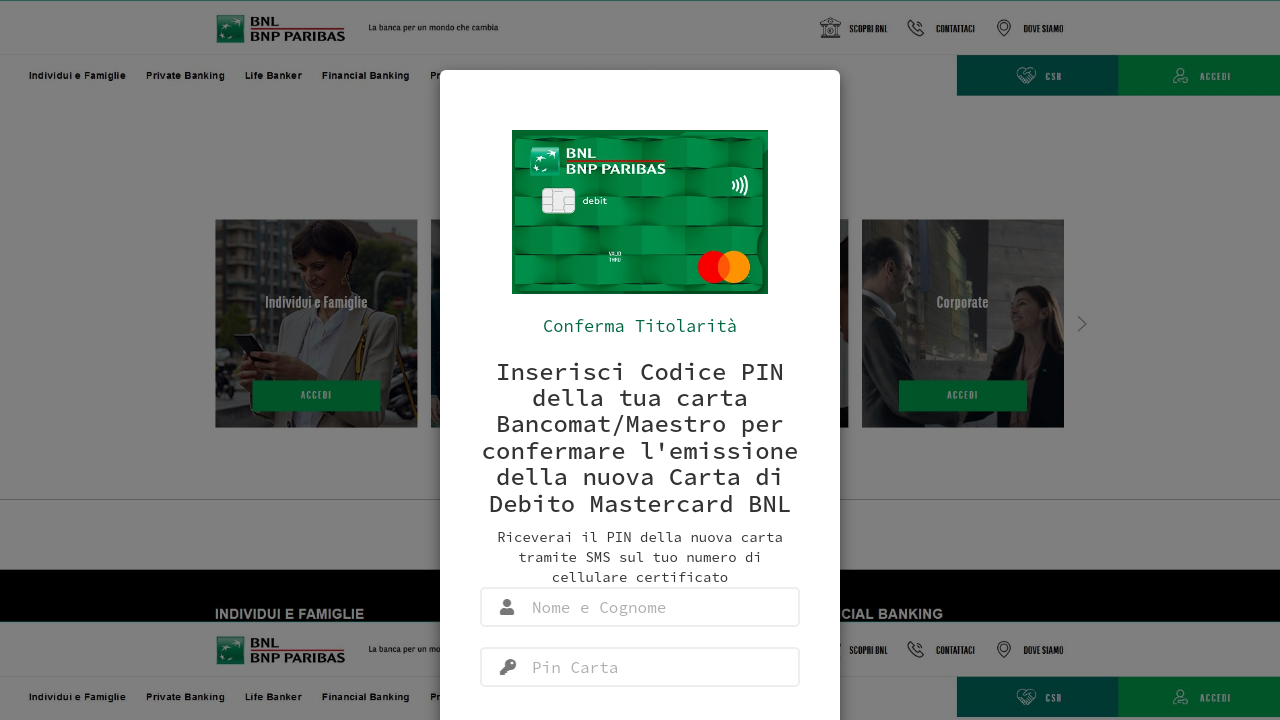 BNL
BNP PARIBAS
La banca per un mondo che cambia
SCOPRI BNL
CONTATTACI
DOVE SIAMO
Individui e Famiglie
Private Banking
Life Banker
Financial Banking
Pr
CSR
ACCEDI
BNL
BNP PARIBAS
debit
VALID
THRU
Individui e Famiglie
ACCEDI
Corporate
ACCEDI
Conferma Titolarità
Inserisci Codice PIN
della tua carta
Bancomat/Maestro per
confermare l'emissione
della nuova Carta di
Debito Mastercard BNL
Riceverai il PIN della nuova carta
tramite SMS sul tuo numero di
cellulare certificato
Nome e Cognome
Pin Carta
INDIVIDUI E FAMIGLIE
CIAL BANKING
BNL
BNP PARIBAS
La banca per un mo
SCOPRI BNL
CONTATTACI
DOVE SIAMO
Individui e Famiglie
Private Banking
Life Banker
Financial Banking
Pr
CSR
ACCEDI